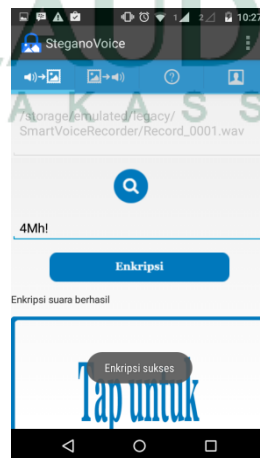 10:27
SteganoVoice
/storage/emulated/legacy/
SmartVoiceRecorder/Record_0001.wav
4Mh!
Enkripsi
Enkripsi suara berhasil
Enkripsi sukses
Tap untuk